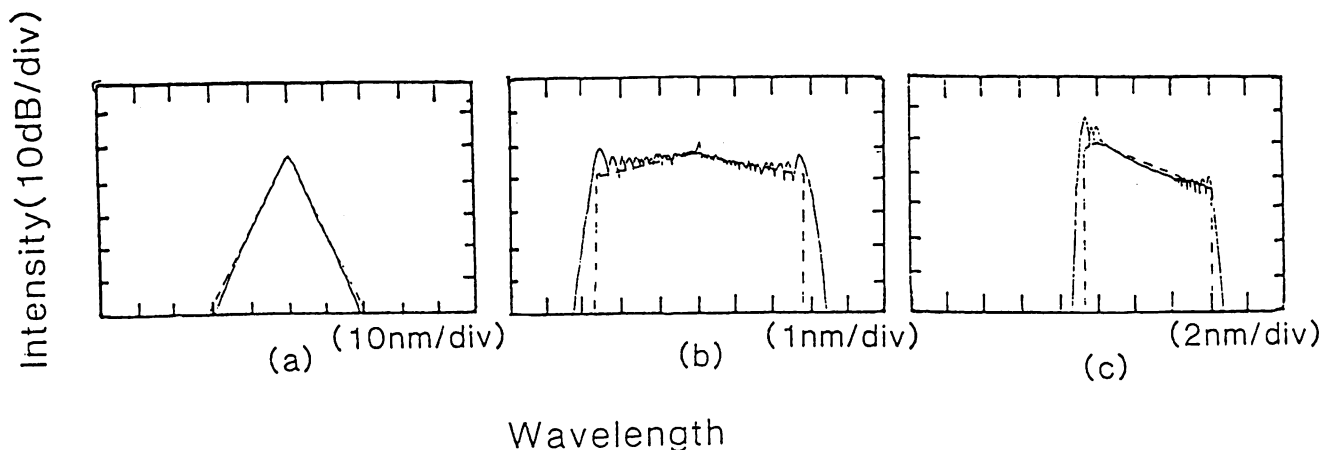 Intensity(10dB/div)
(a) (10nm/div)
(b) (1nm/div)
(c) (2nm/div)
Wavelength